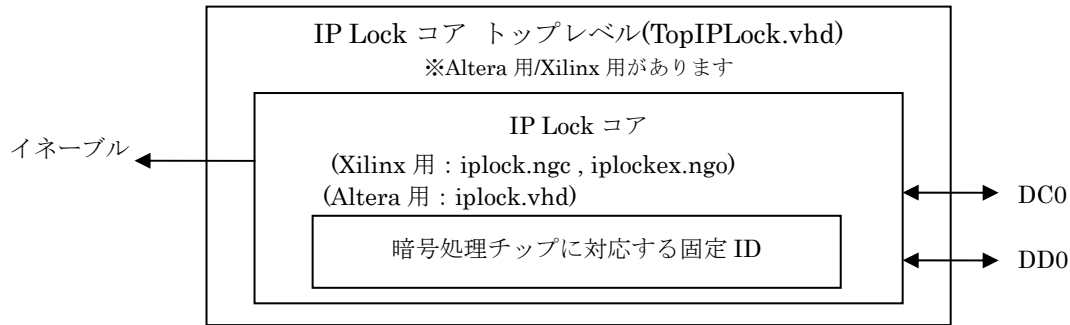 IP Lock コア トップレベル(TopIPLock.vhd)
※Altera 用/Xilinx 用があります
IP Lock コア
イネーブル
(Xilinx 用：iplock.ngc , iplockex.ngo)
(Altera 用：iplock.vhd)
DC0
暗号処理チップに対応する固定 ID
DD0